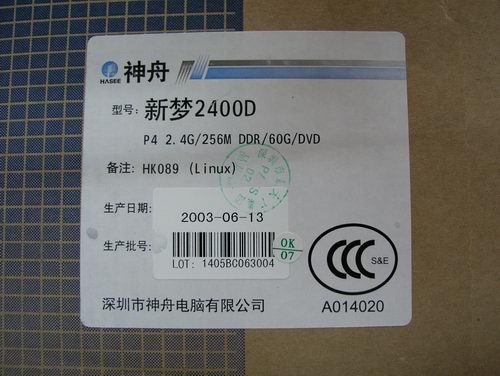 HASEE 神舟
型号: 新梦2400D
P4 2.4G/256M DDR/60G/DVD
备注: HK089 (Linux)
生产日期: 2003-06-13
生产批号:
LOT: 1405BC063004
OK
07
CCC S&E
A014020
深圳市神舟电脑有限公司